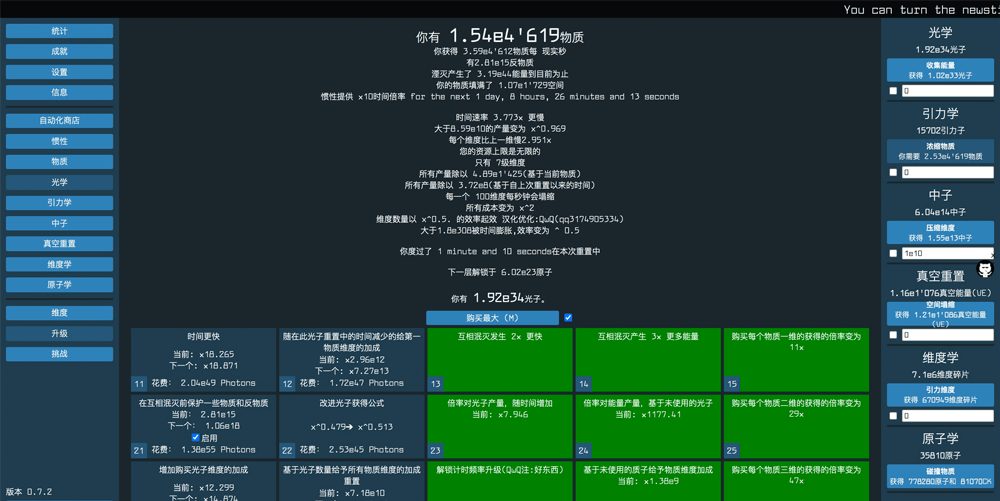 You can turn the newsti
统计
成就
设置
信息
自动化商店
惯性
物质
光学
引力学
中子
真空重置
维度学
原子学
维度
升级
挑战
版本 0.7.2
你有 1.54e4'619物质
你获得 3.59e4'612物质每 现实秒
有2.81e15反物质
湮灭产生了 3.19e44能量到目前为止
你的物质填满了 1.07e1'729空间
惯性提供 x10时间倍率 for the next 1 day, 8 hours, 26 minutes and 13 seconds
时间速率 3.773x 更慢
大于8.59e10的产量变为 x^0.969
每个维度比上一维慢2.951x
您的资源上限是无限的
只有 7级维度
所有产量除以 4.89e1'425(基于当前物质)
所有产量除以 3.72e8(基于自上次重置以来的时间)
每一个 100维度每秒钟会塌缩
所有成本变为 x^2
维度数量以 x^0.5. 的效率起效 汉化优化:QwQ(qq3174905334)
大于1.8e308被时间膨胀,效率变为 ^ 0.5
你度过了 1 minute and 10 seconds在本次重置中
下一层解锁于 6.02e23原子
你有 1.92e34光子。
购买最大 (M)
时间更快
当前: x18.265
下一个: x18.871
11 花费: 2.04e49 Photons
随在此光子重置中的时间减少的给第一物质维度的加成
当前: x2.96e12
下一个: x7.27e13
12 花费: 1.72e47 Photons
互相泯灭发生 2x 更快
13
互相泯灭产生 3x 更多能量
14
购买每个物质一维的获得的倍率变为 11x
15
在互相泯灭前保护一些物质和反物质
当前: 2.81e15
下一个: 1.06e18
启用
21 花费: 1.38e55 Photons
改进光子获得公式
x^0.479➔ x^0.513
22 花费: 2.53e45 Photons
倍率对光子产量, 随时间增加
当前: x7.946
23
倍率对能量产量, 基于未使用的光子
当前: x1177.41
24
购买每个物质二维的获得的倍率变为 29x
25
增加购买光子维度的加成
当前: x12.299
下一个: x14.874
基于光子数量给予所有物质维度的加成
当前: x7.18e10
解锁计时频率升级(QwQ注:好东西)
基于未使用的质子给予物质维度加成
当前: x1.38e9
购买每个物质三维的获得的倍率变为 47x
光学
1.92e34光子
收集能量
获得 1.02e33光子
0
引力学
15702引力子
浓缩物质
你需要 2.53e4'619物质
0
中子
6.04e14中子
压缩维度
获得 1.55e13中子
1e10
真空重置
1.16e1'076真空能量(VE)
空间塌缩
获得 1.21e1'086真空能量(VE)
0
维度学
7.1e6维度碎片
引力维度
获得 670949维度碎片
0
原子学
35810原子
碰撞物质
获得 778280原子和 81070CK